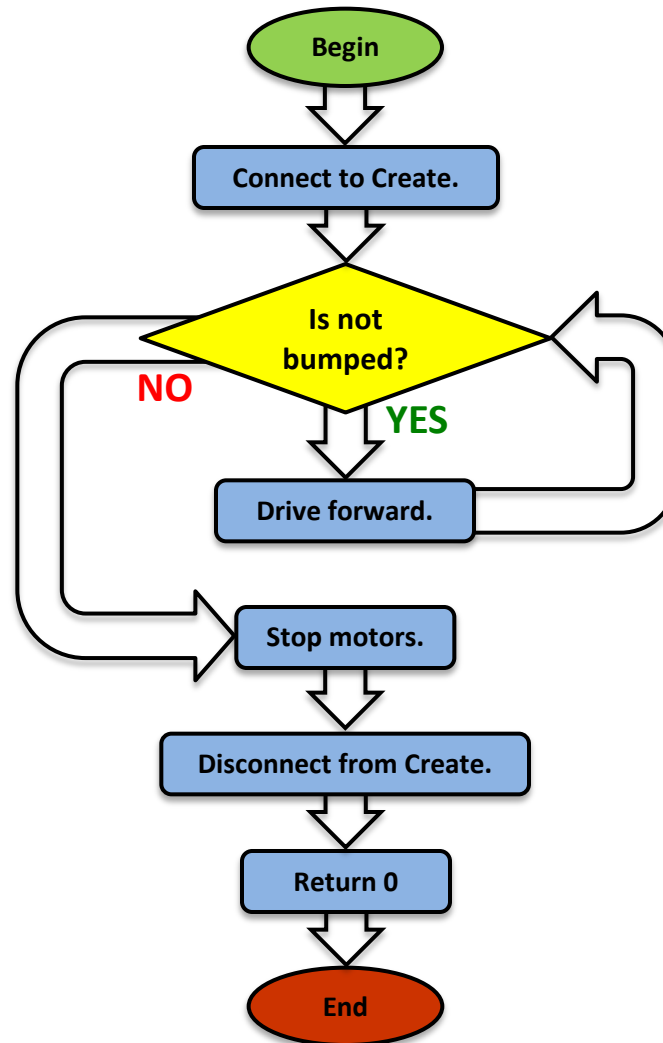 Begin
Connect to Create.
Is not
bumped?
NO
YES
Drive forward.
Stop motors.
Disconnect from Create.
Return 0
End